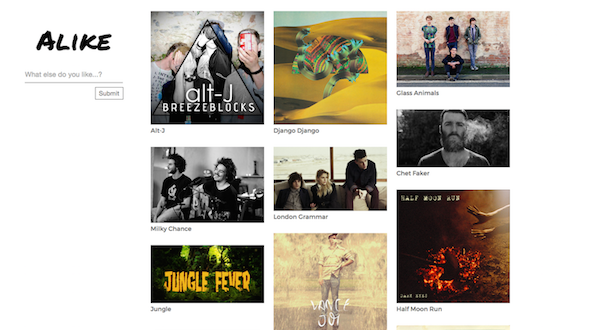 ALIKE
What else do you like...?
Submit
alt-J
BREEZEBLOCKS
Alt-J
Django Django
Glass Animals
Chet Faker
Milky Chance
London Grammar
HALF MOON RUN
DARK EYES
Half Moon Run
JUNGLE FEVER
Jungle
VANCE
JOY